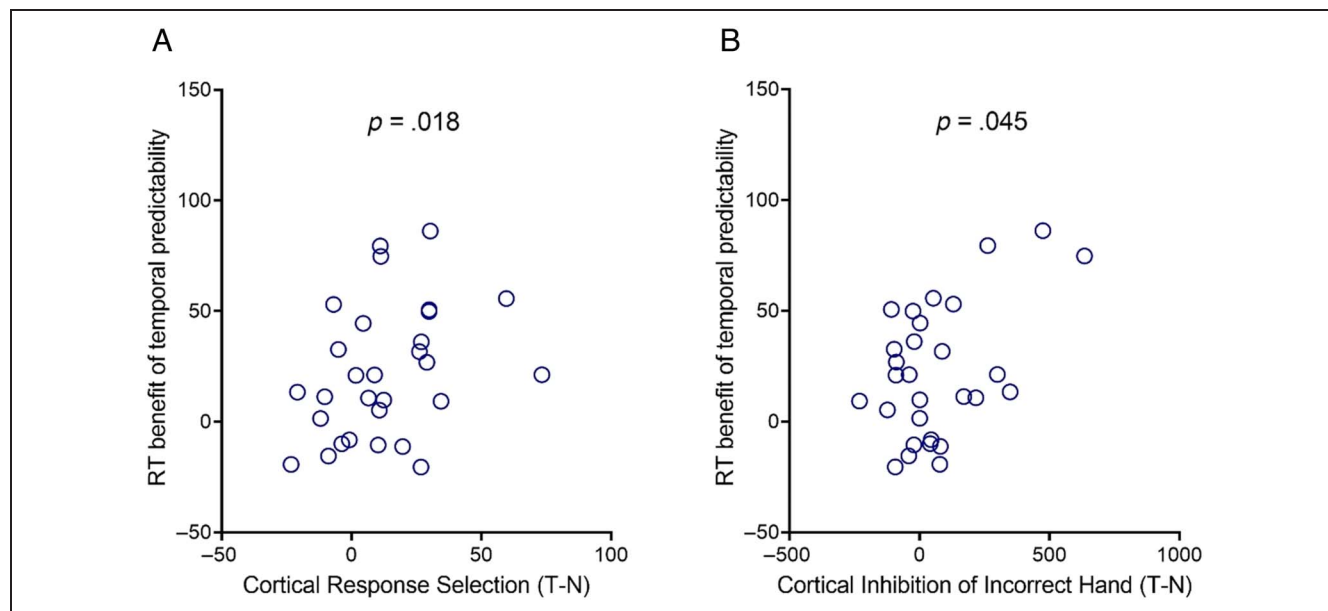 A
B
RT benefit of temporal predictability
150
100
50
0
–50
p = .018
–50
0
50
100
Cortical Response Selection (T-N)
RT benefit of temporal predictability
150
100
50
0
–50
p = .045
–500
0
500
1000
Cortical Inhibition of Incorrect Hand (T-N)